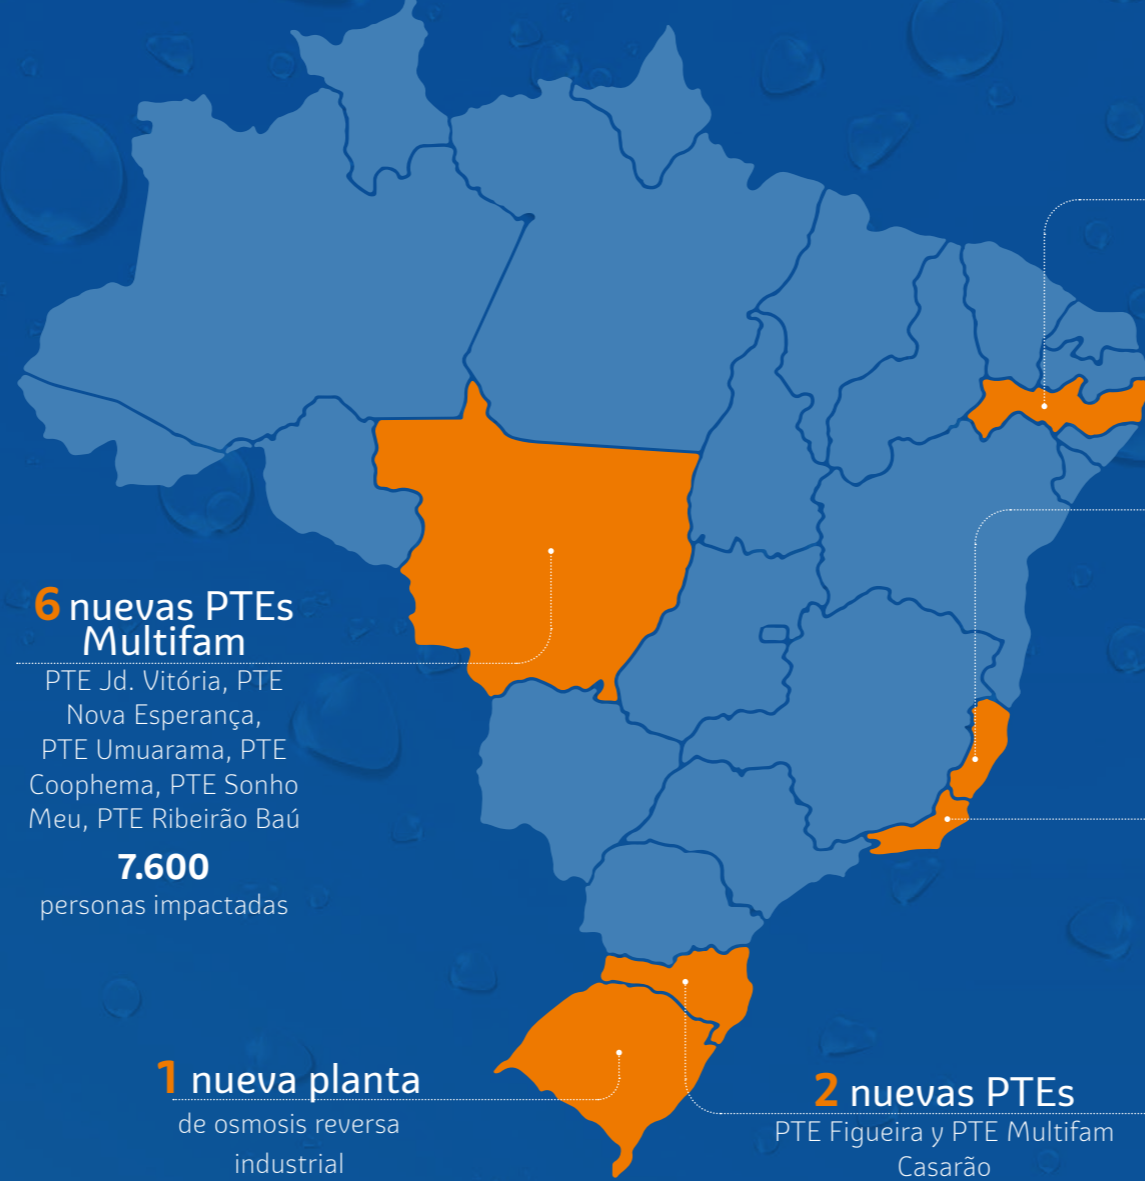 6 nuevas PTEs
Multifam
PTE Jd. Vitória, PTE
Nova Esperança,
PTE Umuarama, PTE
Coophema, PTE Sonho
Meu, PTE Ribeirão Baú
7.600
personas impactadas
1 nueva planta
de osmosis reversa
industrial
2 nuevas PTEs
PTE Figueira y PTE Multifam
Casarão